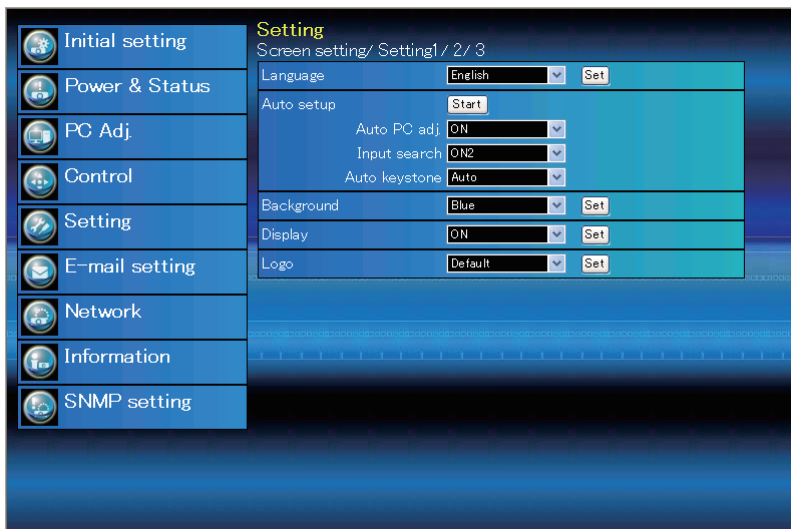 Initial setting
Power & Status
PC Adj.
Control
Setting
E-mail setting
Network
Information
SNMP setting
Setting
Screen setting/ Setting1/ 2/ 3
Language English Set
Auto setup Start
Auto PC adj. ON
Input search ON2
Auto keystone Auto
Background Blue Set
Display ON Set
Logo Default Set